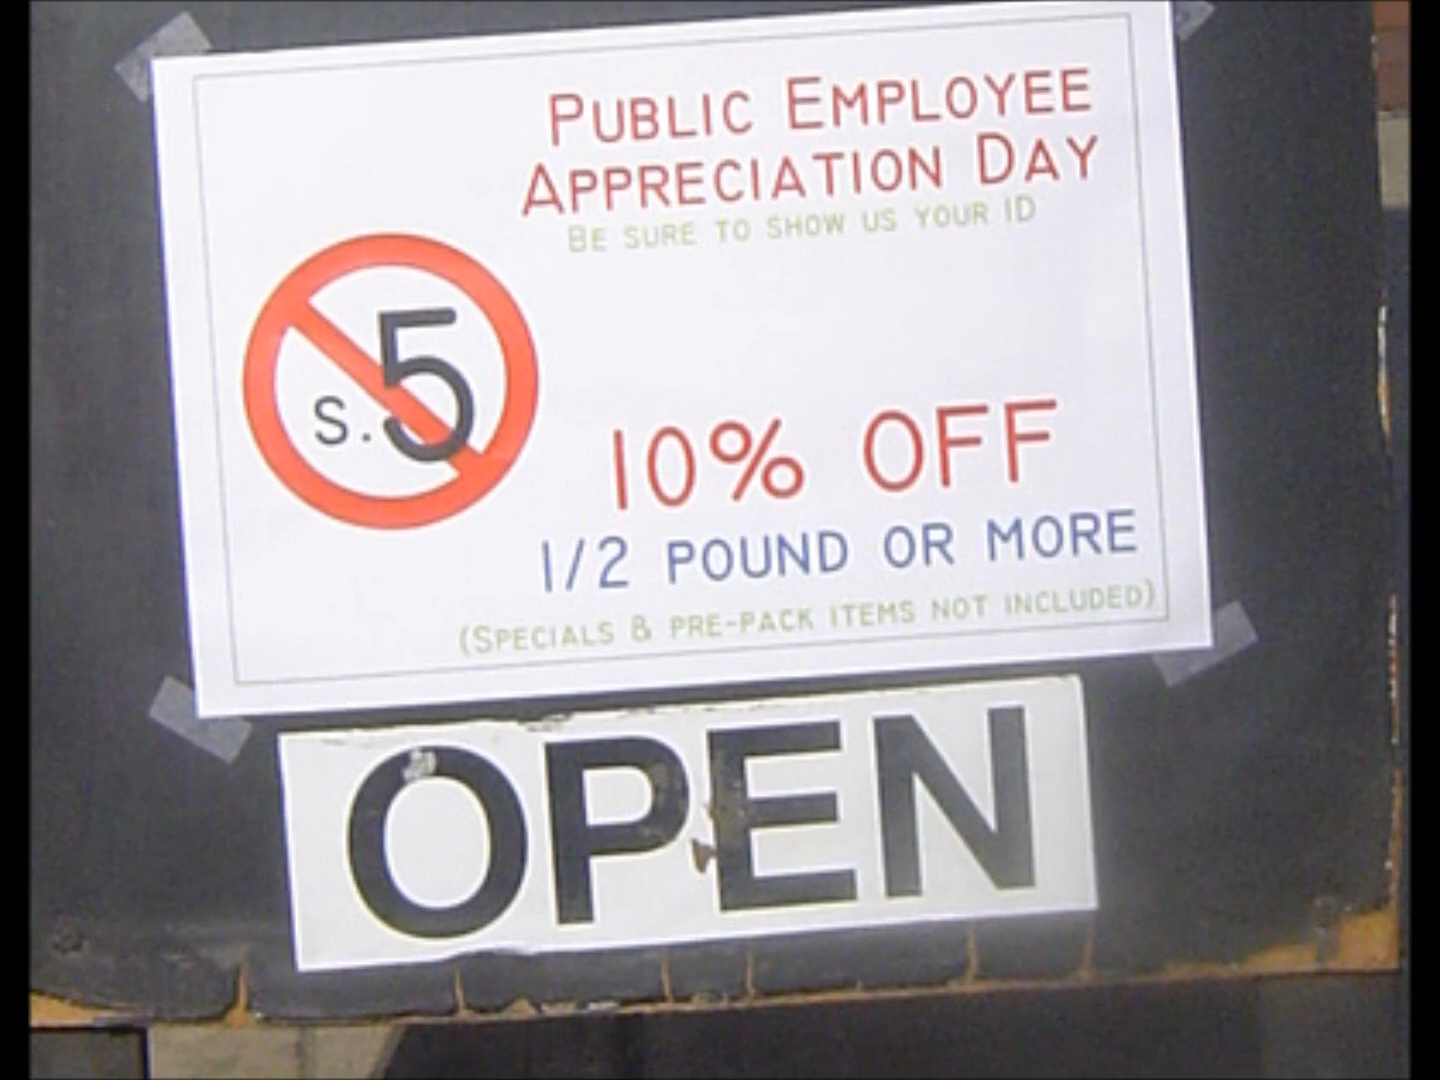 PUBLIC EMPLOYEE
APPRECIATION DAY
BE SURE TO SHOW US YOUR ID
S.5
10% OFF
1/2 POUND OR MORE
(SPECIALS & PRE-PACK ITEMS NOT INCLUDED)
OPEN